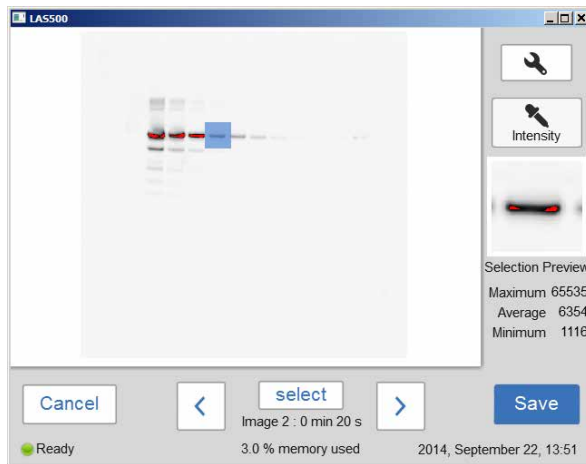 LAS500
Intensity
Selection Preview
Maximum 65535
Average 6354
Minimum 1116
Cancel
<
select
>
Save
Image 2 : 0 min 20 s
Ready
3.0 % memory used
2014, September 22, 13:51